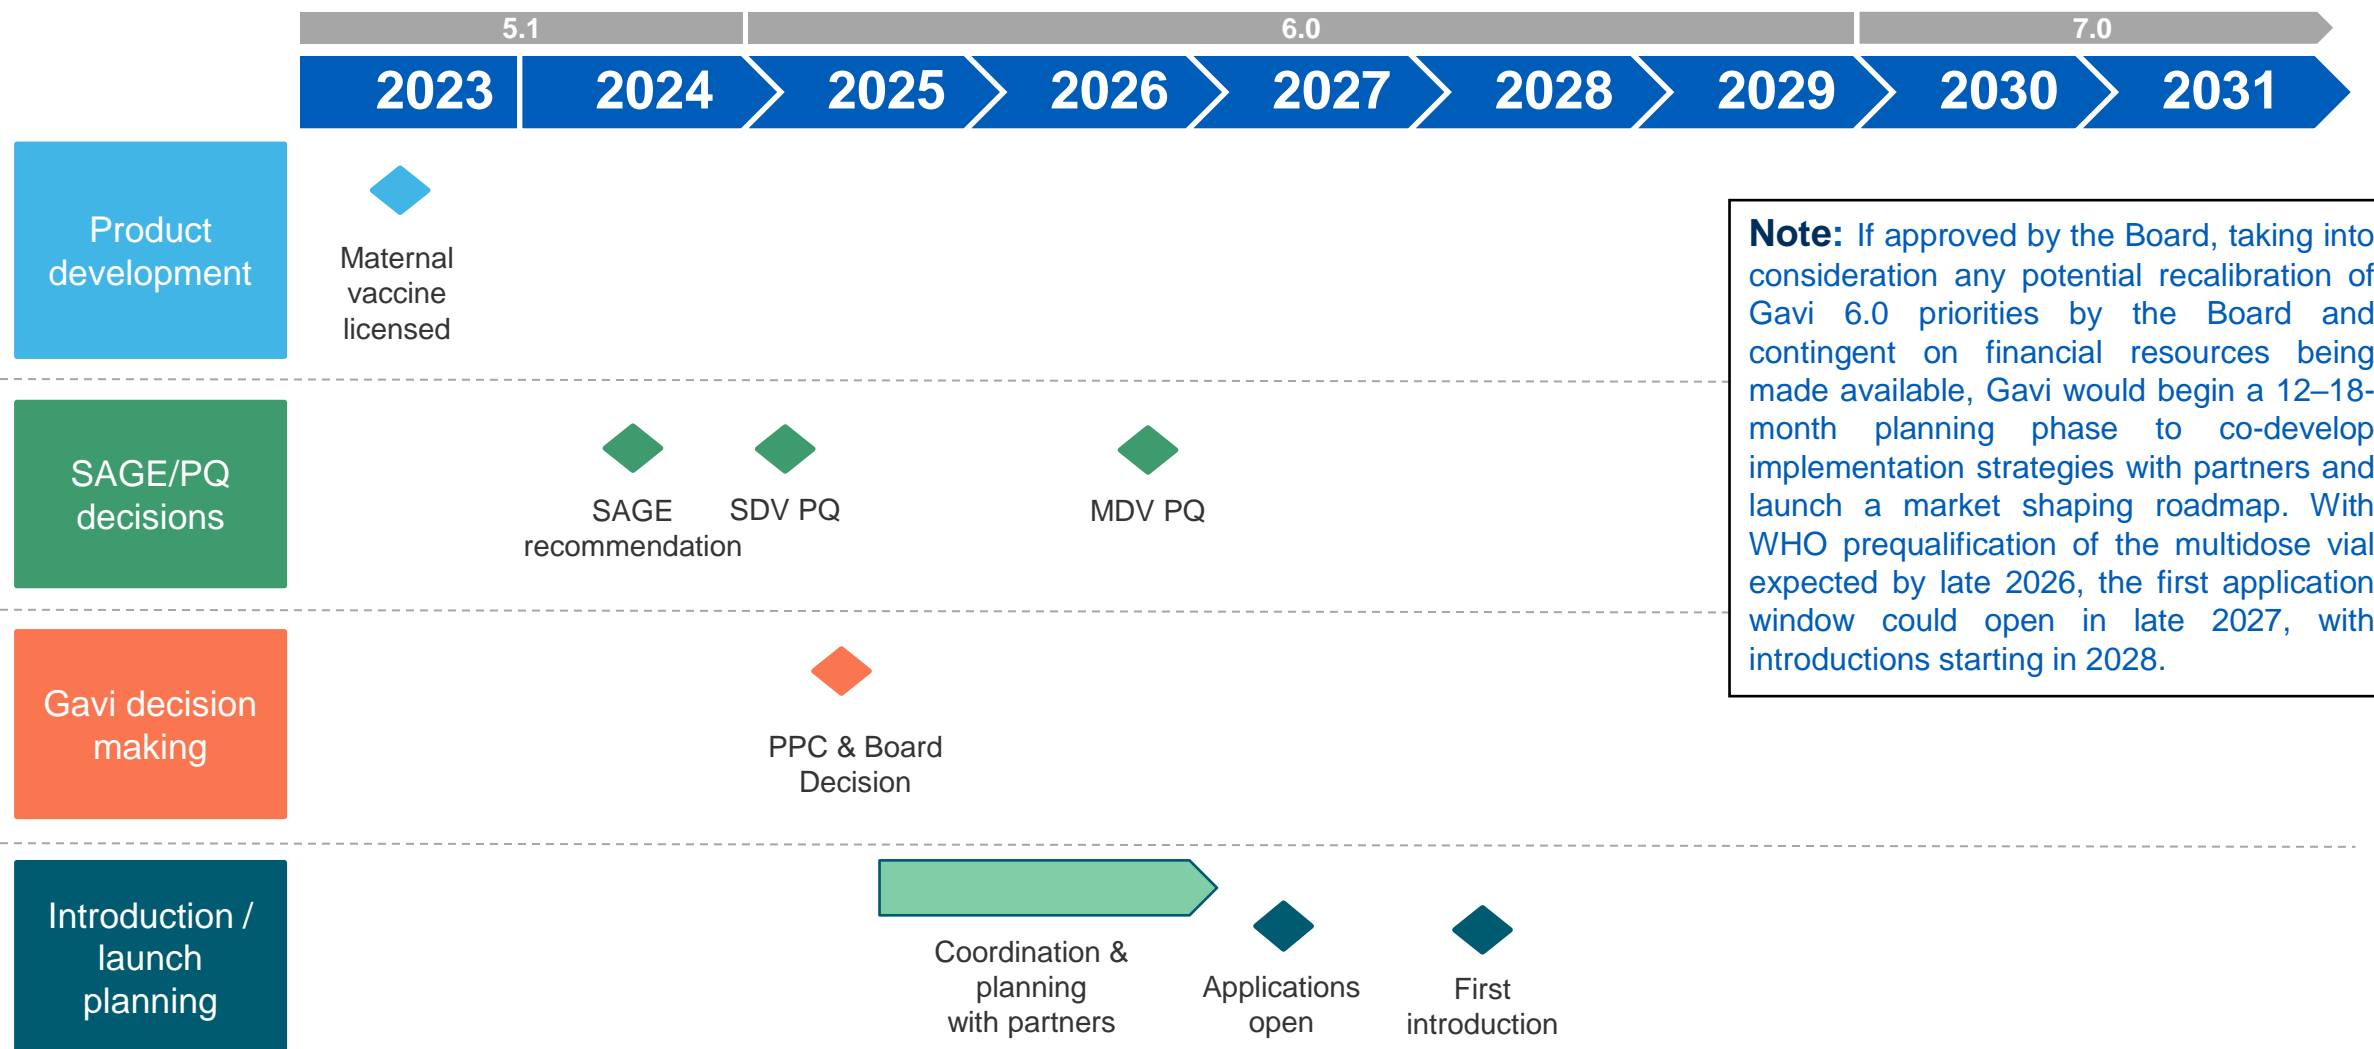 5.1
6.0
7.0
2023
2024
2025
2026
2027
2028
2029
2030
2031
Product
development
Maternal
vaccine
licensed
Note: If approved by the Board, taking into
consideration any potential recalibration of
Gavi 6.0 priorities by the Board and
contingent on financial resources being
made available, Gavi would begin a 12–18-
month planning phase to co-develop
implementation strategies with partners and
launch a market shaping roadmap. With
WHO prequalification of the multidose vial
expected by late 2026, the first application
window could open in late 2027, with
introductions starting in 2028.
SAGE/PQ
decisions
SAGE
recommendation
SDV PQ
MDV PQ
Gavi decision
making
PPC & Board
Decision
Introduction /
launch
planning
Coordination &
planning
with partners
Applications
open
First
introduction